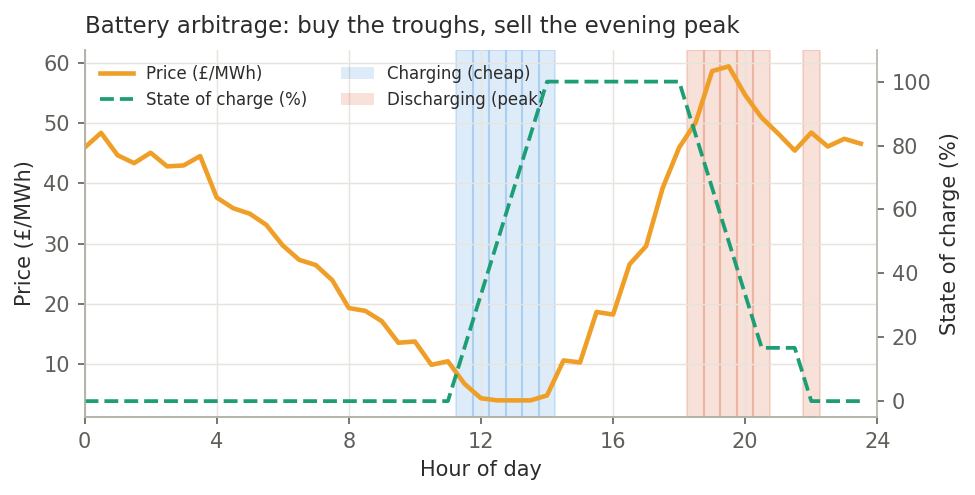 Battery arbitrage: buy the troughs, sell the evening peak
Price (£/MWh)
State of charge (%)
Charging (cheap)
Discharging (peak)
60
50
40
30
20
10
Price (£/MWh)
100
80
60
40
20
0
State of charge (%)
0 4 8 12 16 20 24
Hour of day